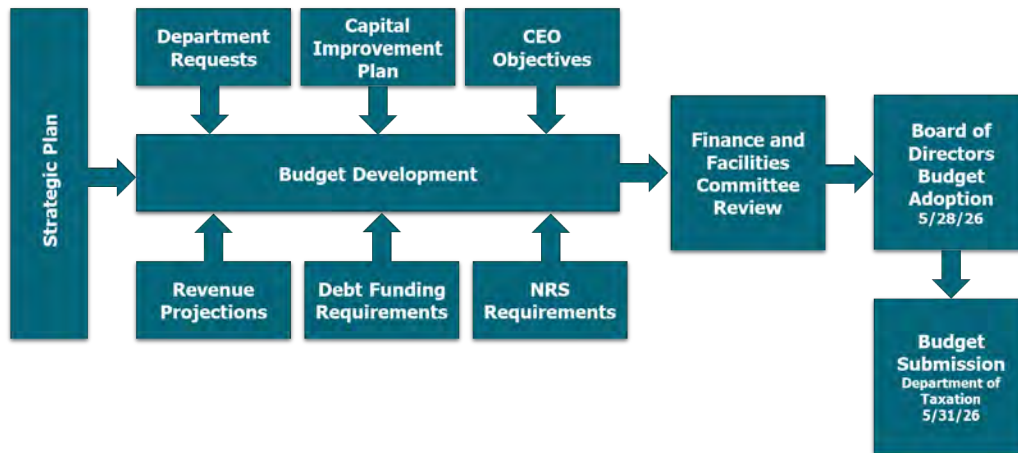 Strategic Plan
Department
Requests
Capital
Improvement
Plan
CEO
Objectives
Budget Development
Revenue
Projections
Debt Funding
Requirements
NRS
Requirements
Finance and
Facilities
Committee
Review
Board of
Directors
Budget
Adoption
5/28/26
Budget
Submission
Department of
Taxation
5/31/26